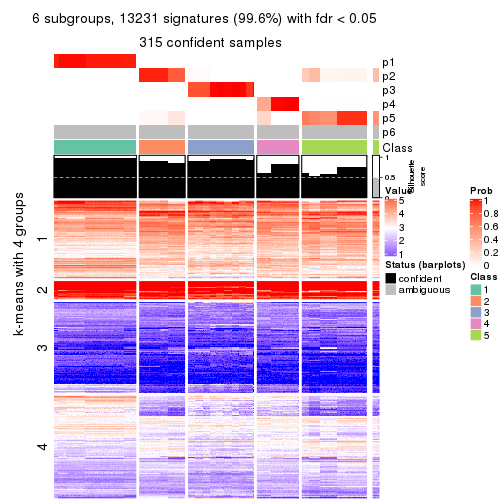 6 subgroups, 13231 signatures (99.6%) with fdr < 0.05
315 confident samples
p1
p2
p3
p4
p5
p6
Class
1
0.5
0
Silhouette
score
k-means with 4 groups
1
2
3
4
Value
5
4
3
2
1
Status (barplots)
confident
ambiguous
Prob
1
0.8
0.6
0.4
0.2
0
Class
1
2
3
4
5